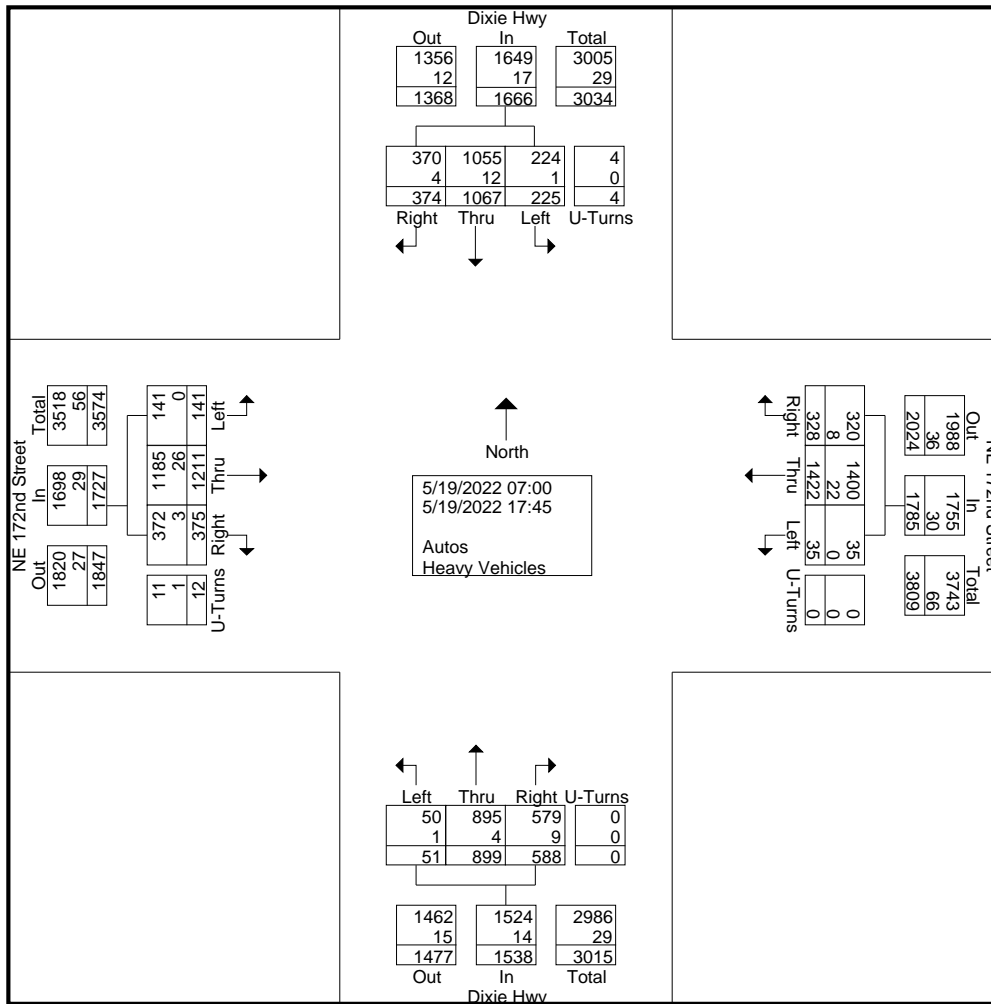 Dixie Hwy
Out In Total
1356 1649 3005
12 17 29
1368 1666 3034
370 1055 224 4
4 12 1 0
374 1067 225 4
Right Thru Left U-Turns
NE 172nd Street
Total In Out
3518 1698 1820
56 29 27
3574 1727 1847
141 1185 372 11
0 26 3 1
141 1211 375 12
Left Thru Right U-Turns
North
5/19/2022 07:00
5/19/2022 17:45
Autos
Heavy Vehicles
Right Thru Left U-Turns
328 1422 35 0
8 22 0 0
320 1400 35 0
Out In Total
1988 1755 3743
36 30 66
2024 1785 3809
NE 172nd Street
Left Thru Right U-Turns
50 895 579 0
1 4 9 0
51 899 588 0
1462 1524 2986
15 14 29
1477 1538 3015
Out In Total
Dixie Hwy